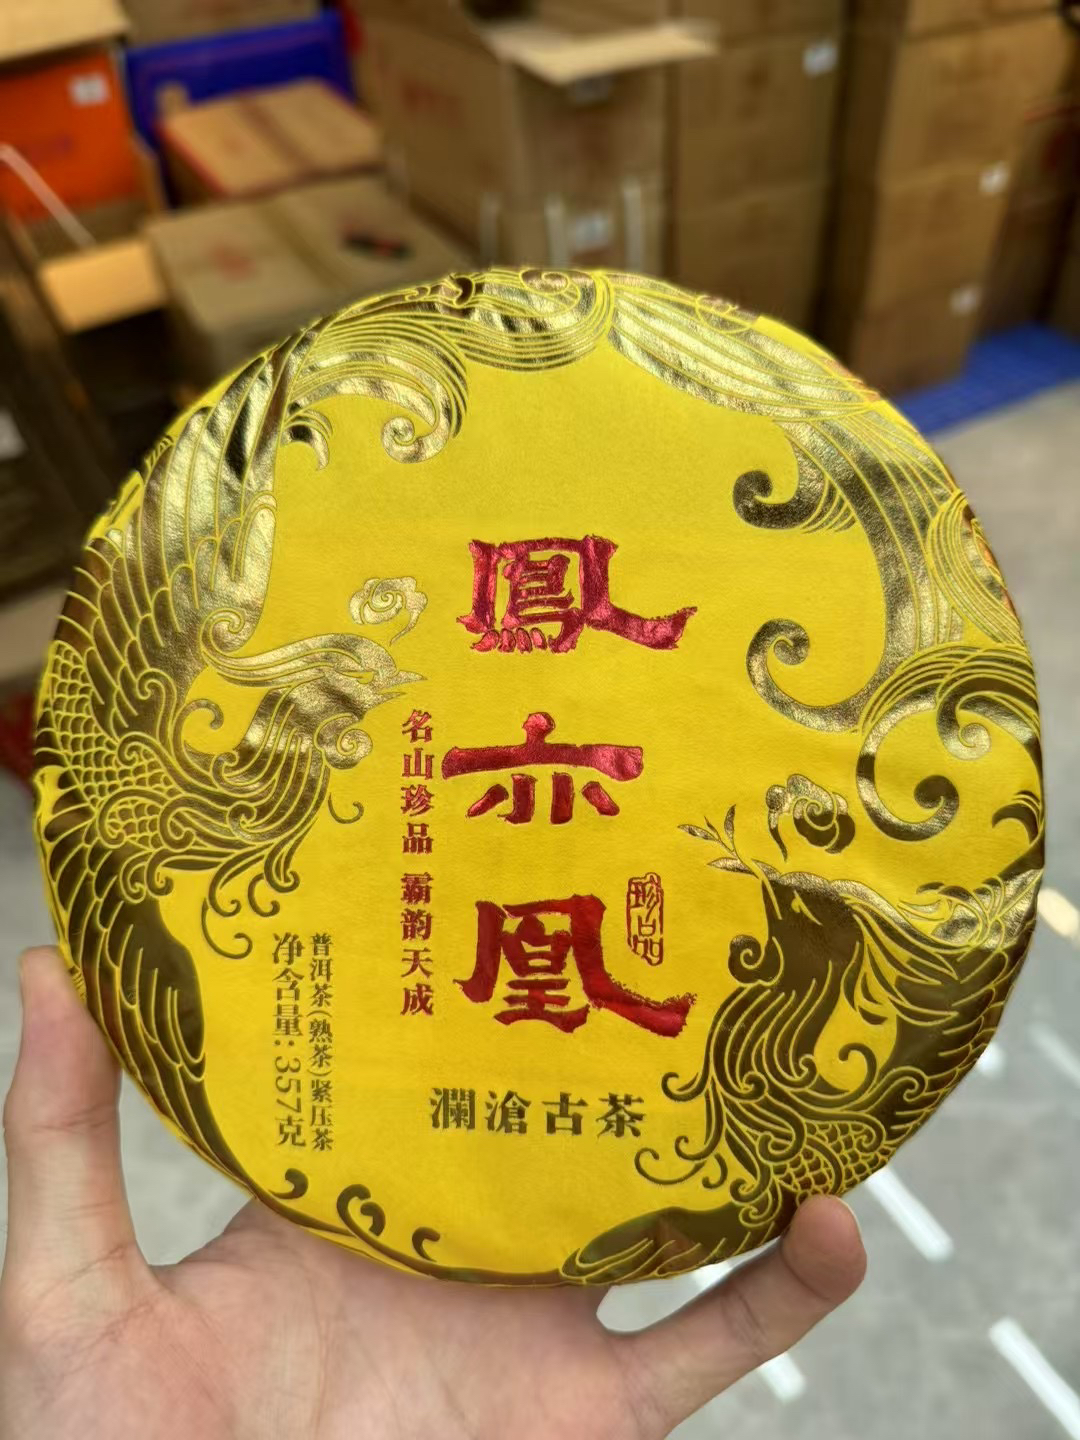 鳳
亦
凰
珍品
名山珍品 霸韵天成
普洱茶(熟茶)紧压茶
净含量:357克
瀾滄古茶